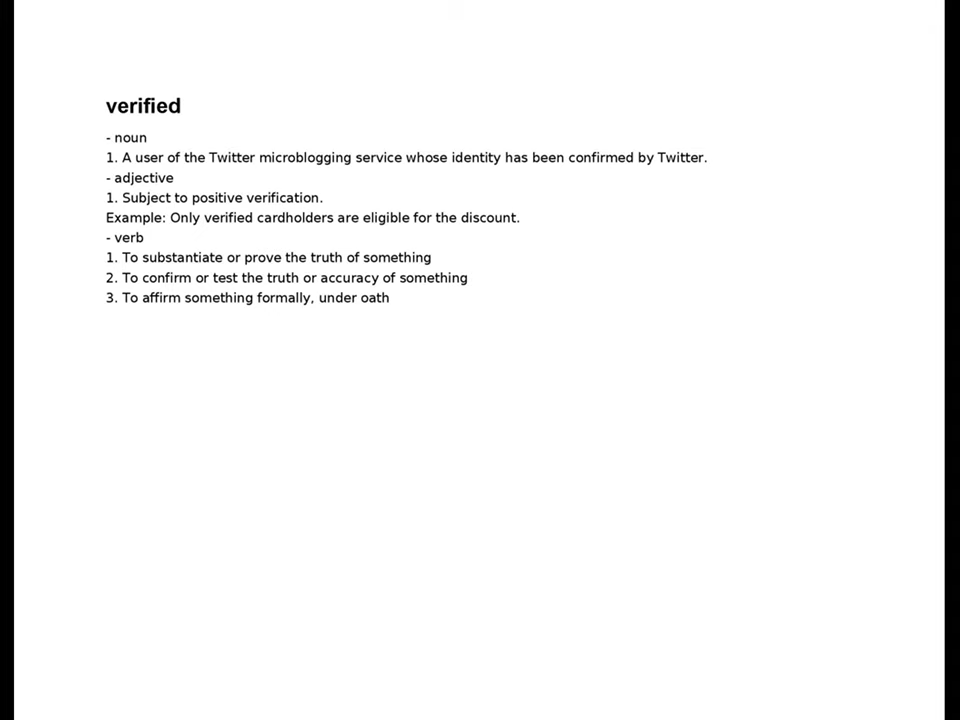 verified
- noun
1. A user of the Twitter microblogging service whose identity has been confirmed by Twitter.
- adjective
1. Subject to positive verification.
Example: Only verified cardholders are eligible for the discount.
- verb
1. To substantiate or prove the truth of something
2. To confirm or test the truth or accuracy of something
3. To affirm something formally, under oath